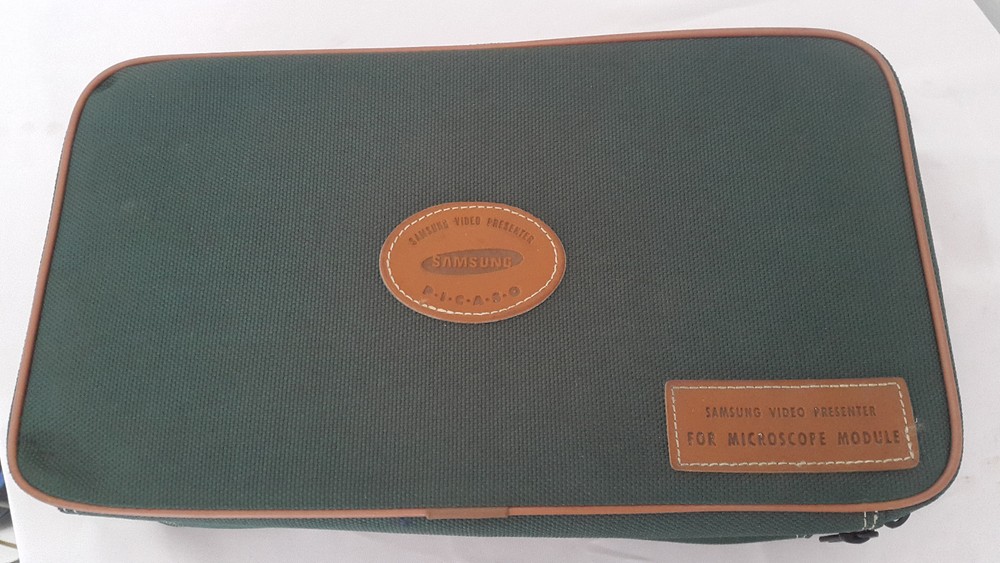 SAMSUNG VIDEO PRESENTER
SAMSUNG
P·I·C·A·S·O
SAMSUNG VIDEO PRESENTER
FOR MICROSCOPE MODULE